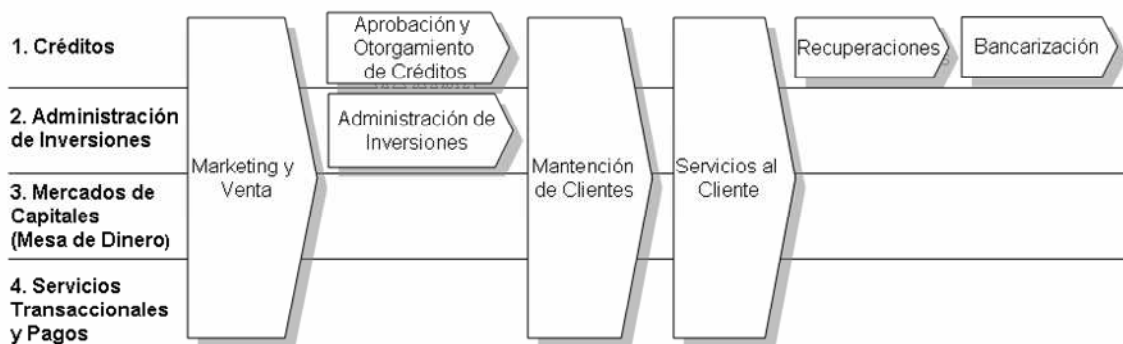 1. Créditos
2. Administración
de Inversiones
3. Mercados de
Capitales
(Mesa de Dinero)
4. Servicios
Transaccionales
y Pagos
Marketing y
Venta
Aprobación y
Otorgamiento
de Créditos
Administración de
Inversiones
Mantención
de Clientes
Servicios al
Cliente
Recuperaciones
Bancarización